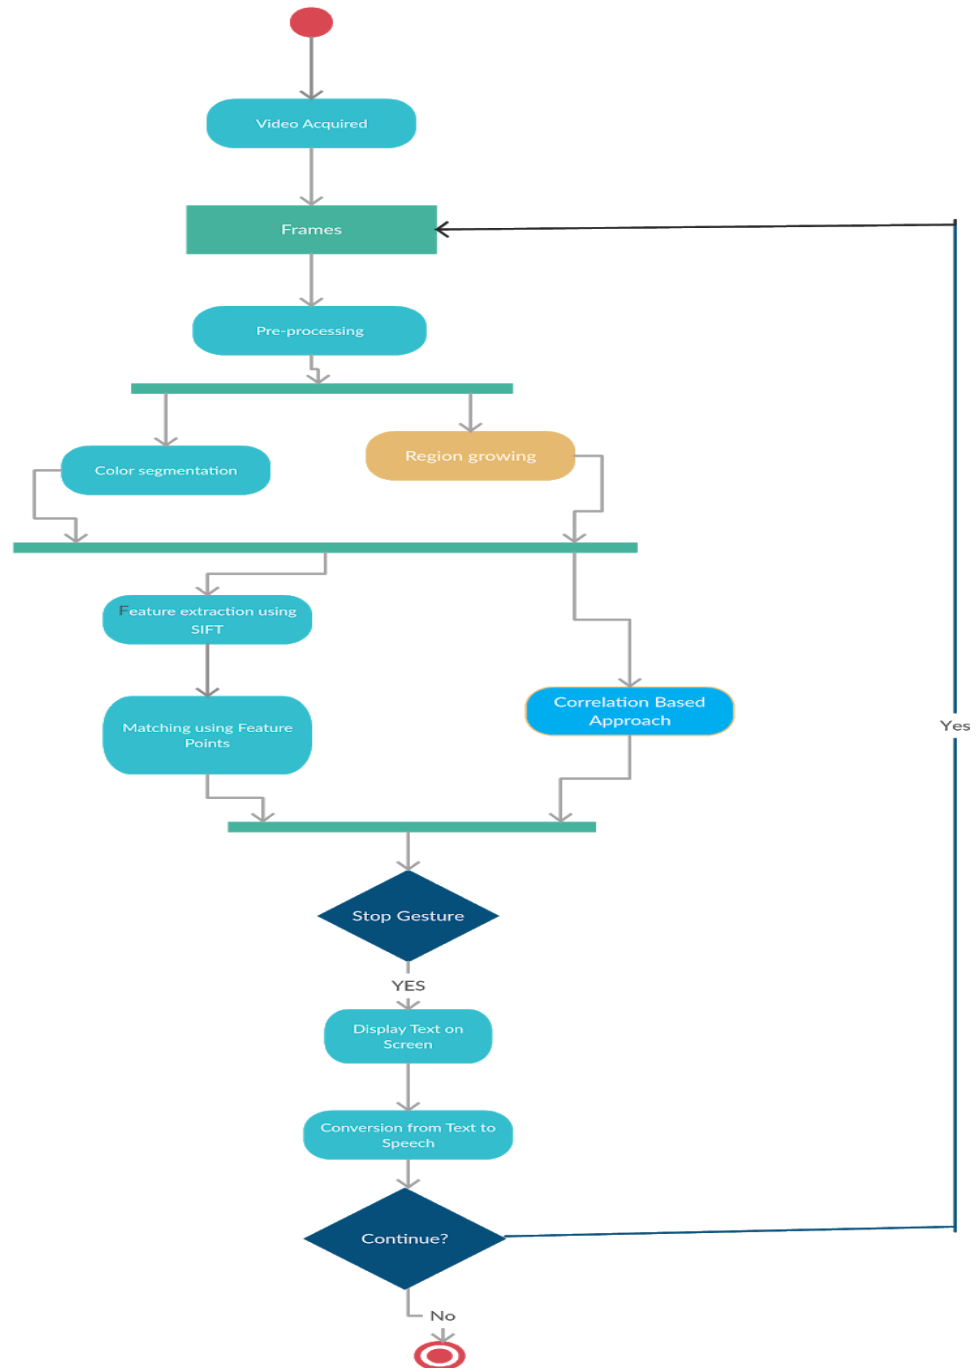 Video Acquired
Frames
Pre-processing
Color segmentation
Region growing
Feature extraction using
SIFT
Correlation Based
Approach
Matching using Feature
Points
Yes
Stop Gesture
YES
Display Text on
Screen
Conversion from Text to
Speech
Continue?
No